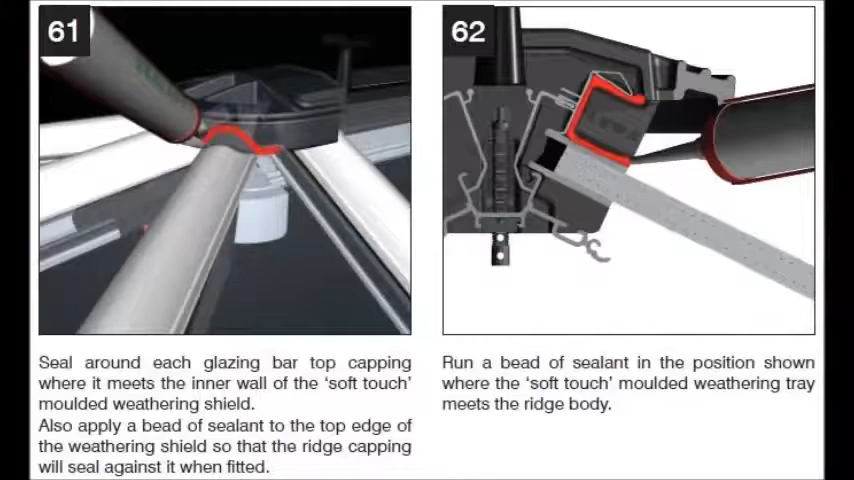 61
62
Seal around each glazing bar top capping
where it meets the inner wall of the ‘soft touch’
moulded weathering shield.
Also apply a bead of sealant to the top edge of
the weathering shield so that the ridge capping
will seal against it when fitted.
Run a bead of sealant in the position shown
where the ‘soft touch’ moulded weathering tray
meets the ridge body.